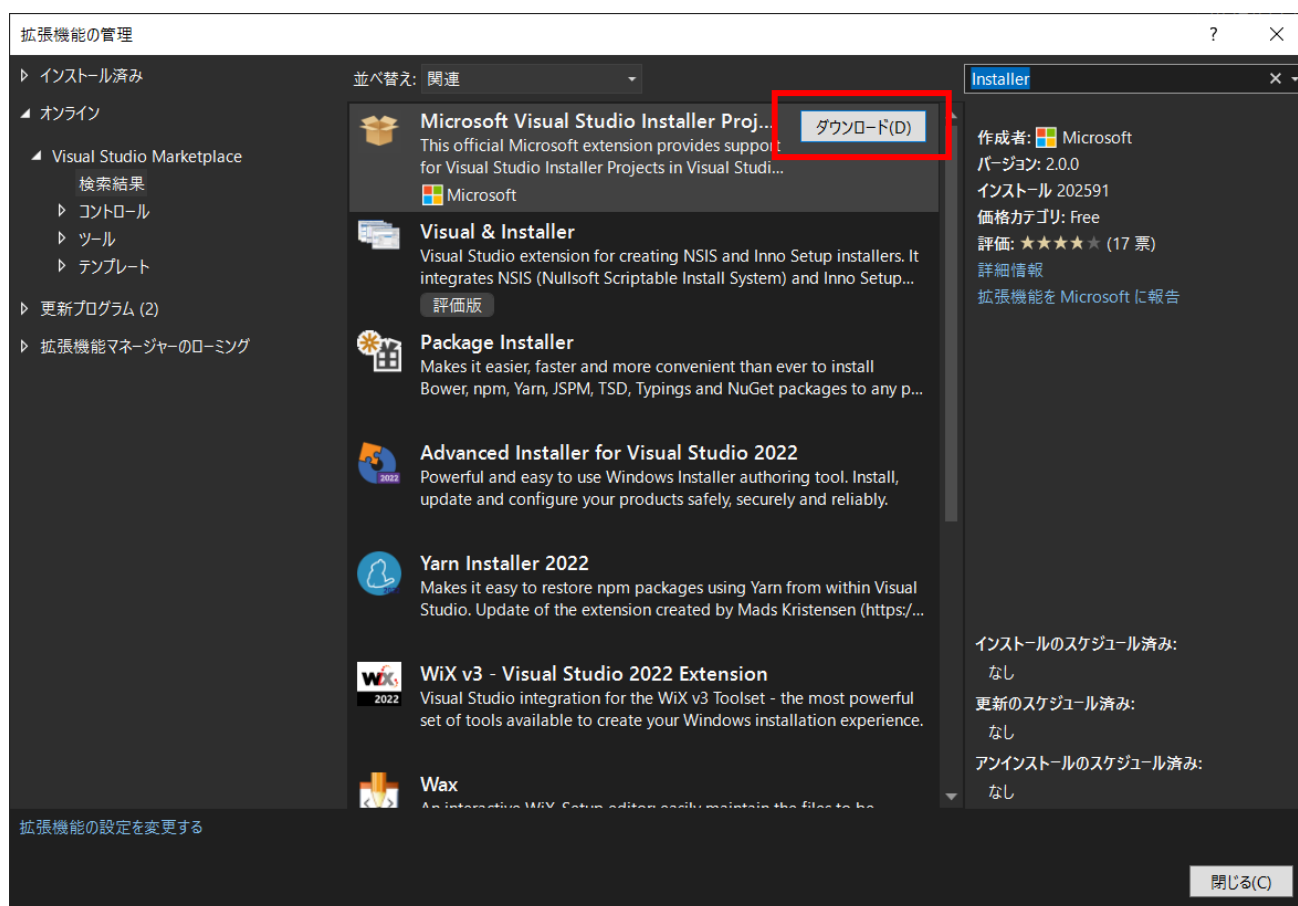 拡張機能の管理
?
インストール済み
オンライン
Visual Studio Marketplace
検索結果
コントロール
ツール
テンプレート
更新プログラム (2)
拡張機能マネージャーのローミング
並べ替え: 関連
Microsoft Visual Studio Installer Proj...
ダウンロード(D)
This official Microsoft extension provides support
for Visual Studio Installer Projects in Visual Studi...
Microsoft
Visual & Installer
Visual Studio extension for creating NSIS and Inno Setup installers. It
integrates NSIS (Nullsoft Scriptable Install System) and Inno Setup...
評価版
Package Installer
Makes it easier, faster and more convenient than ever to install
Bower, npm, Yarn, JSPM, TSD, Typings and NuGet packages to any p...
Advanced Installer for Visual Studio 2022
2022
Powerful and easy to use Windows Installer authoring tool. Install,
update and configure your products safely, securely and reliably.
Yarn Installer 2022
Makes it easy to restore npm packages using Yarn from within Visual
Studio. Update of the extension created by Mads Kristensen (https:/...
WiX v3 - Visual Studio 2022 Extension
WiX
2022
Visual Studio integration for the WiX v3 Toolset - the most powerful
set of tools available to create your Windows installation experience.
Wax
An interactive WiX Setup editor: easily maintain the files to be
Installer
作成者: Microsoft
バージョン: 2.0.0
インストール 202591
価格カテゴリ: Free
評価: ★★★★★ (17 票)
詳細情報
拡張機能を Microsoft に報告
インストールのスケジュール済み:
なし
更新のスケジュール済み:
なし
アンインストールのスケジュール済み:
なし
拡張機能の設定を変更する
閉じる(C)